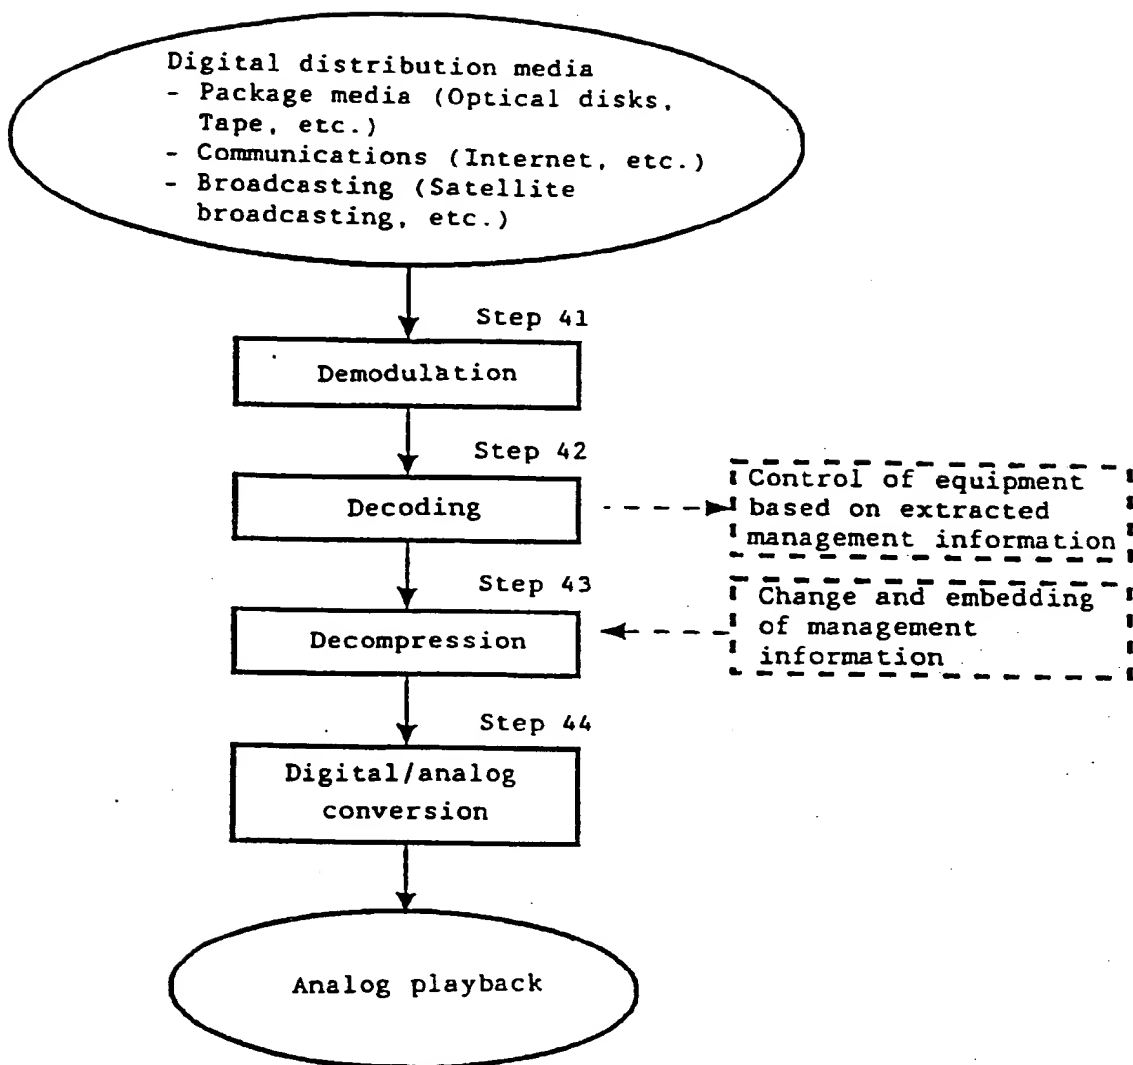 Digital distribution media
- Package media (Optical disks,
Tape, etc.)
- Communications (Internet, etc.)
- Broadcasting (Satellite
broadcasting, etc.)
Step 41
Demodulation
Step 42
Decoding
Control of equipment
based on extracted
management information
Step 43
Decompression
Change and embedding
of management
information
Step 44
Digital/analog
conversion
Analog playback